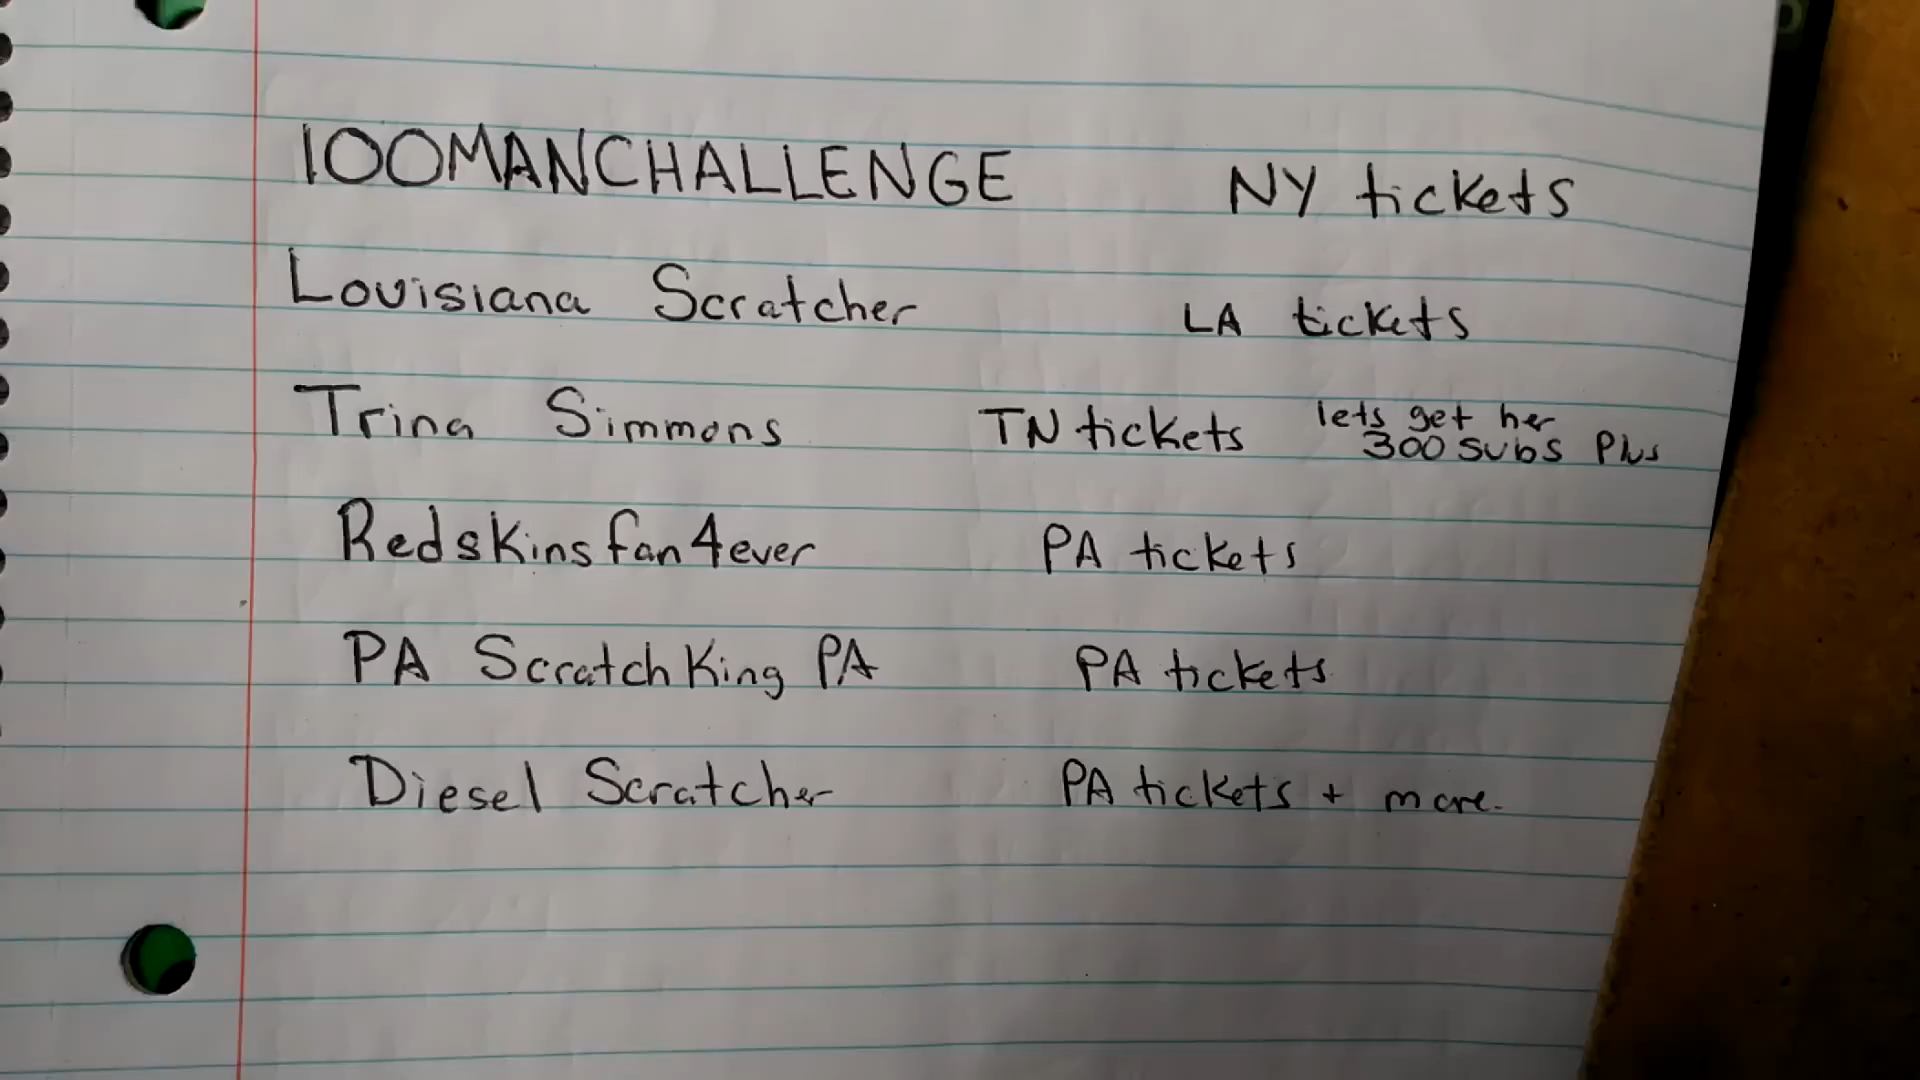 100MANCHALLENGE NY tickets
Louisiana Scratcher LA tickets
Trina Simmons TN tickets lets get her
300 subs Plus
Redskinsfan4ever PA tickets
PA ScratchKing PA PA tickets
Diesel Scratcher PA tickets + more.